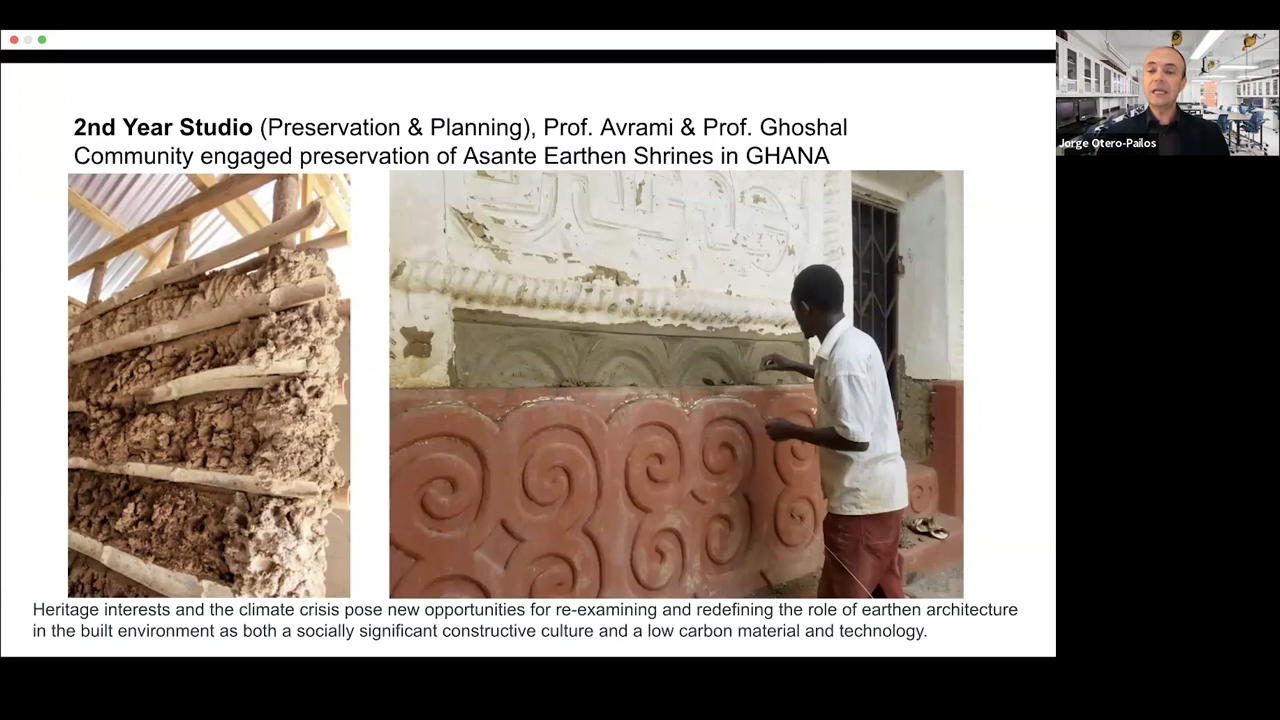 2nd Year Studio (Preservation & Planning), Prof. Avrami & Prof. Ghoshal
Community engaged preservation of Asante Earthen Shrines in GHANA
Jorge Otero-Pailos
Heritage interests and the climate crisis pose new opportunities for re-examining and redefining the role of earthen architecture
in the built environment as both a socially significant constructive culture and a low carbon material and technology.